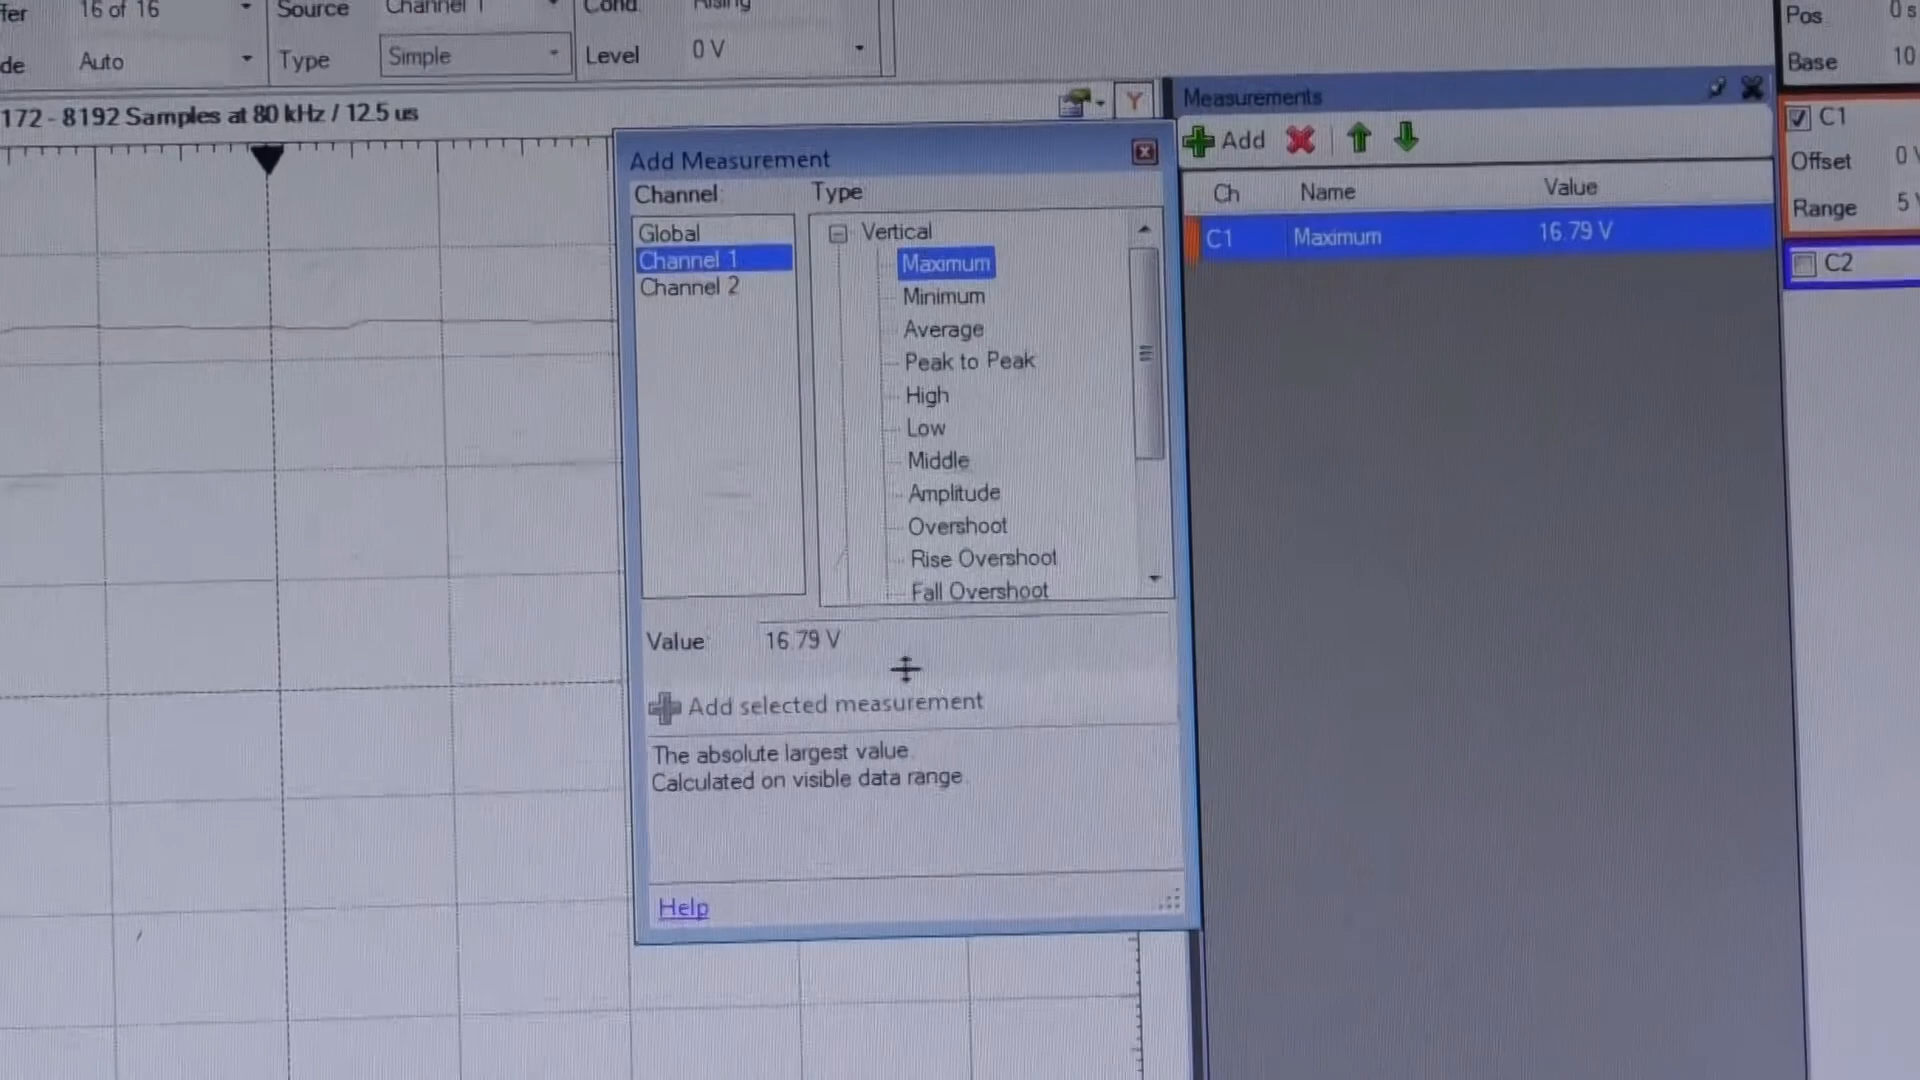 fer 16 of 16 Source Channel 1 Cond. Rising
de Auto Type Simple Level 0 V
Pos 0 s
Base 10
172 - 8192 Samples at 80 kHz / 12.5 us
Y
Measurements
Add
Ch Name Value
C1 Maximum 16.79 V
C1
Offset 0 V
Range 5 V
C2
Add Measurement
Channel: Type
Global
Channel 1
Channel 2
Vertical
Maximum
Minimum
Average
Peak to Peak
High
Low
Middle
Amplitude
Overshoot
Rise Overshoot
Fall Overshoot
Value: 16.79 V
Add selected measurement
The absolute largest value.
Calculated on visible data range.
Help